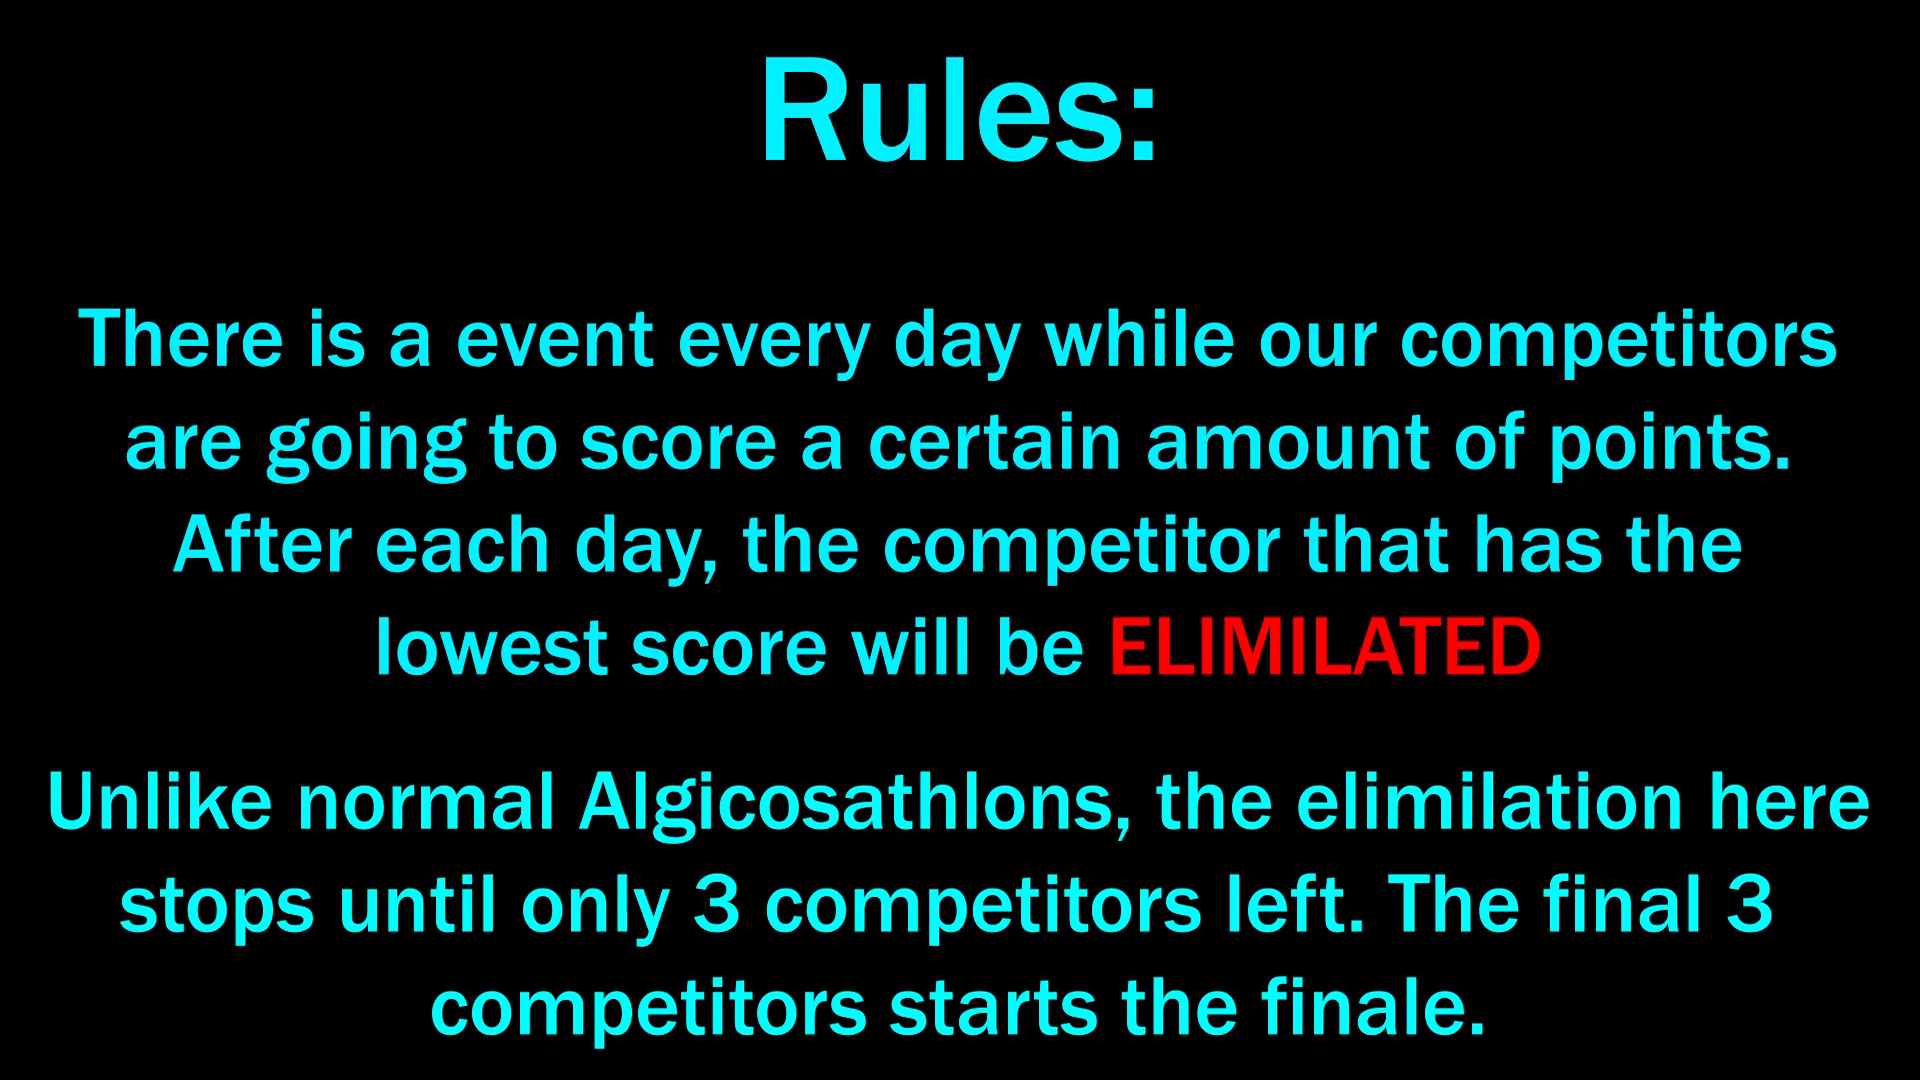 Rules:
There is a event every day while our competitors
are going to score a certain amount of points.
After each day, the competitor that has the
lowest score will be ELIMILATED
Unlike normal Algicosathlons, the elimilation here
stops until only 3 competitors left. The final 3
competitors starts the finale.